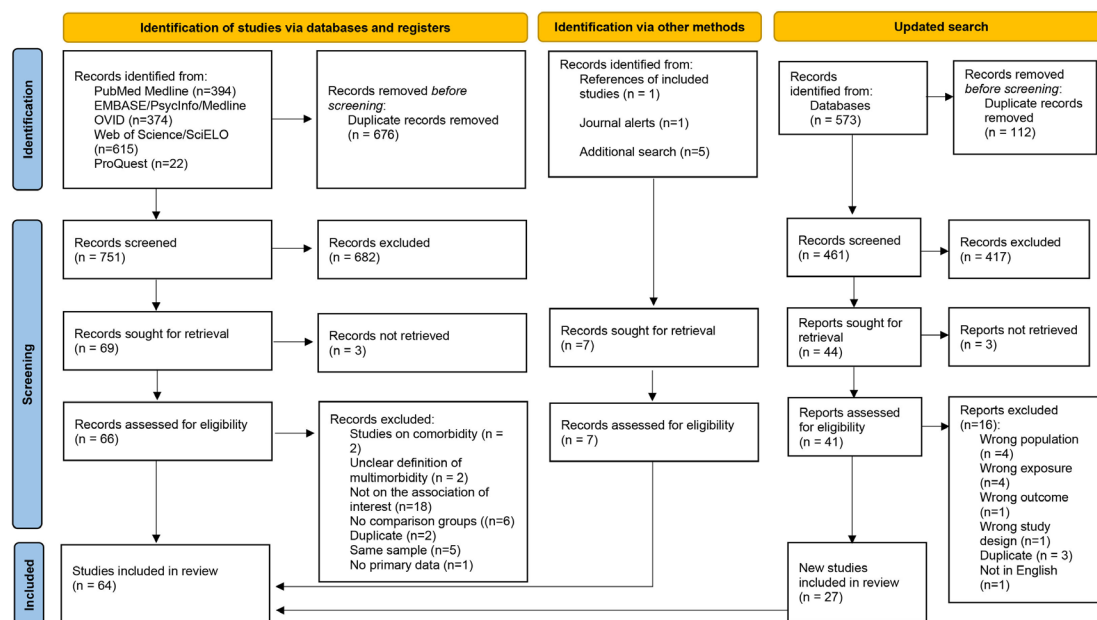 Identification of studies via databases and registers
Identification via other methods
Updated search
Identification
Records identified from:
PubMed Medline (n=394)
EMBASE/PsycInfo/Medline
OVID (n=374)
Web of Science/SciELO
(n=615)
ProQuest (n=22)
Records removed before
screening:
Duplicate records removed
(n = 676)
Records identified from:
References of included
studies (n = 1)
Journal alerts (n=1)
Additional search (n=5)
Records
identified from:
Databases
(n = 573)
Records removed
before screening:
Duplicate records
removed
(n = 112)
Screening
Records screened
(n = 751)
Records excluded
(n = 682)
Records screened
(n = 461)
Records excluded
(n = 417)
Records sought for retrieval
(n = 69)
Records not retrieved
(n = 3)
Records sought for retrieval
(n =7)
Reports sought for
retrieval
(n = 44)
Reports not retrieved
(n = 3)
Records assessed for eligibility
(n = 66)
Records excluded:
Studies on comorbidity (n =
2)
Unclear definition of
multimorbidity (n = 2)
Not on the association of
interest (n=18)
No comparison groups ((n=6)
Duplicate (n=2)
Same sample (n=5)
No primary data (n=1)
Records assessed for eligibility
(n = 7)
Reports assessed
for eligibility
(n = 41)
Reports excluded
(n=16):
Wrong population
(n =4)
Wrong exposure
(n=4)
Wrong outcome
(n=1)
Wrong study
design (n=1)
Duplicate (n = 3)
Not in English
(n=1)
Included
Studies included in review
(n = 64)
New studies
included in review
(n = 27)